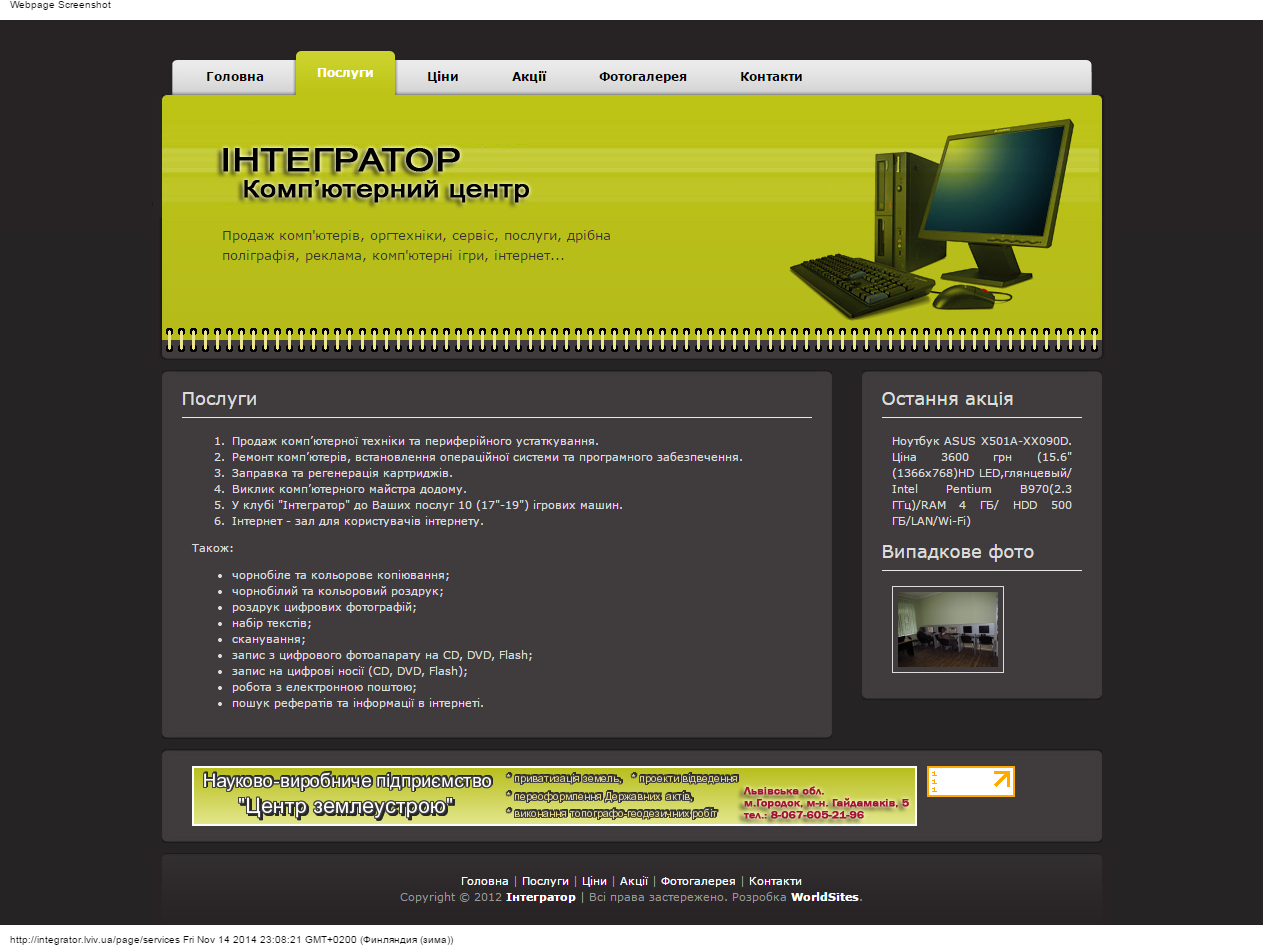 Webpage Screenshot
Головна Послуги Ціни Акції Фотогалерея Контакти
ІНТЕГРАТОР
Комп'ютерний центр
Продаж комп'ютерів, оргтехніки, сервіс, послуги, дрібна
поліграфія, реклама, комп'ютерні ігри, інтернет...
Послуги
1. Продаж комп’ютерної техніки та периферійного устаткування.
2. Ремонт комп’ютерів, встановлення операційної системи та програмного забезпечення.
3. Заправка та регенерація картриджів.
4. Виклик комп’ютерного майстра додому.
5. У клубі "Інтегратор" до Ваших послуг 10 (17"-19") ігрових машин.
6. Інтернет - зал для користувачів інтернету.
Також:
• чорнобіле та кольорове копіювання;
• чорнобілий та кольоровий роздрук;
• роздрук цифрових фотографій;
• набір текстів;
• сканування;
• запис з цифрового фотоапарату на CD, DVD, Flash;
• запис на цифрові носії (CD, DVD, Flash);
• робота з електронною поштою;
• пошук рефератів та інформації в інтернеті.
Остання акція
Ноутбук ASUS X501A-XX090D.
Ціна 3600 грн (15.6"
(1366x768)HD LED,глянцевый/
Intel Pentium B970(2.3
ГГц)/RAM 4 ГБ/ HDD 500
ГБ/LAN/Wi-Fi)
Випадкове фото
Науково-виробниче підприємство
"Центр землеустрою"
* приватизація земель, * проекти відведення
* переоформлення Державних актів,
* виконання топографо-геодезичних робіт
Львівська обл.
м.Городок, м-н. Гайдамаків, 5
тел.: 8-067-605-21-96
1
1
1
Головна | Послуги | Ціни | Акції | Фотогалерея | Контакти
Copyright © 2012 Інтегратор | Всі права застережено. Розробка WorldSites.
http://integrator.lviv.ua/page/services Fri Nov 14 2014 23:08:21 GMT+0200 (Финляндия (зима))